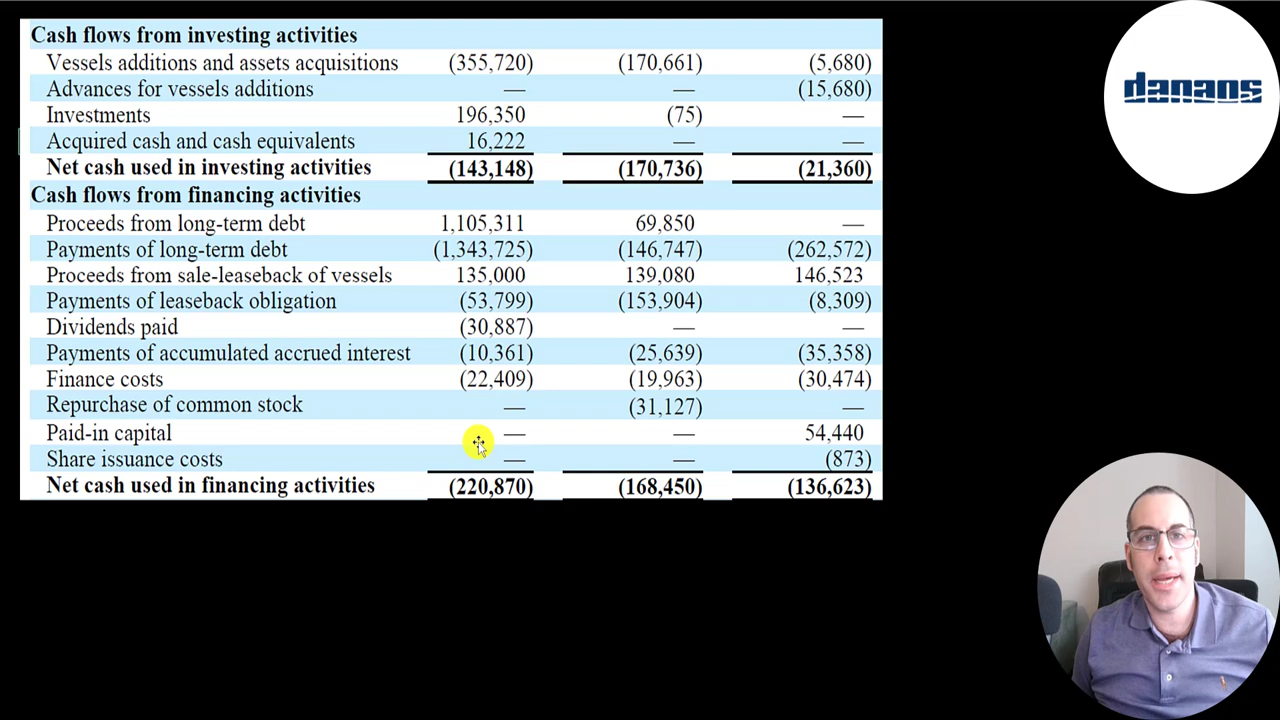 Cash flows from investing activities
Vessels additions and assets acquisitions (355,720) (170,661) (5,680)
Advances for vessels additions — — (15,680)
Investments 196,350 (75) —
Acquired cash and cash equivalents 16,222 — —
Net cash used in investing activities (143,148) (170,736) (21,360)
Cash flows from financing activities
Proceeds from long-term debt 1,105,311 69,850 —
Payments of long-term debt (1,343,725) (146,747) (262,572)
Proceeds from sale-leaseback of vessels 135,000 139,080 146,523
Payments of leaseback obligation (53,799) (153,904) (8,309)
Dividends paid (30,887) — —
Payments of accumulated accrued interest (10,361) (25,639) (35,358)
Finance costs (22,409) (19,963) (30,474)
Repurchase of common stock — (31,127) —
Paid-in capital — — 54,440
Share issuance costs — — (873)
Net cash used in financing activities (220,870) (168,450) (136,623)
danaos